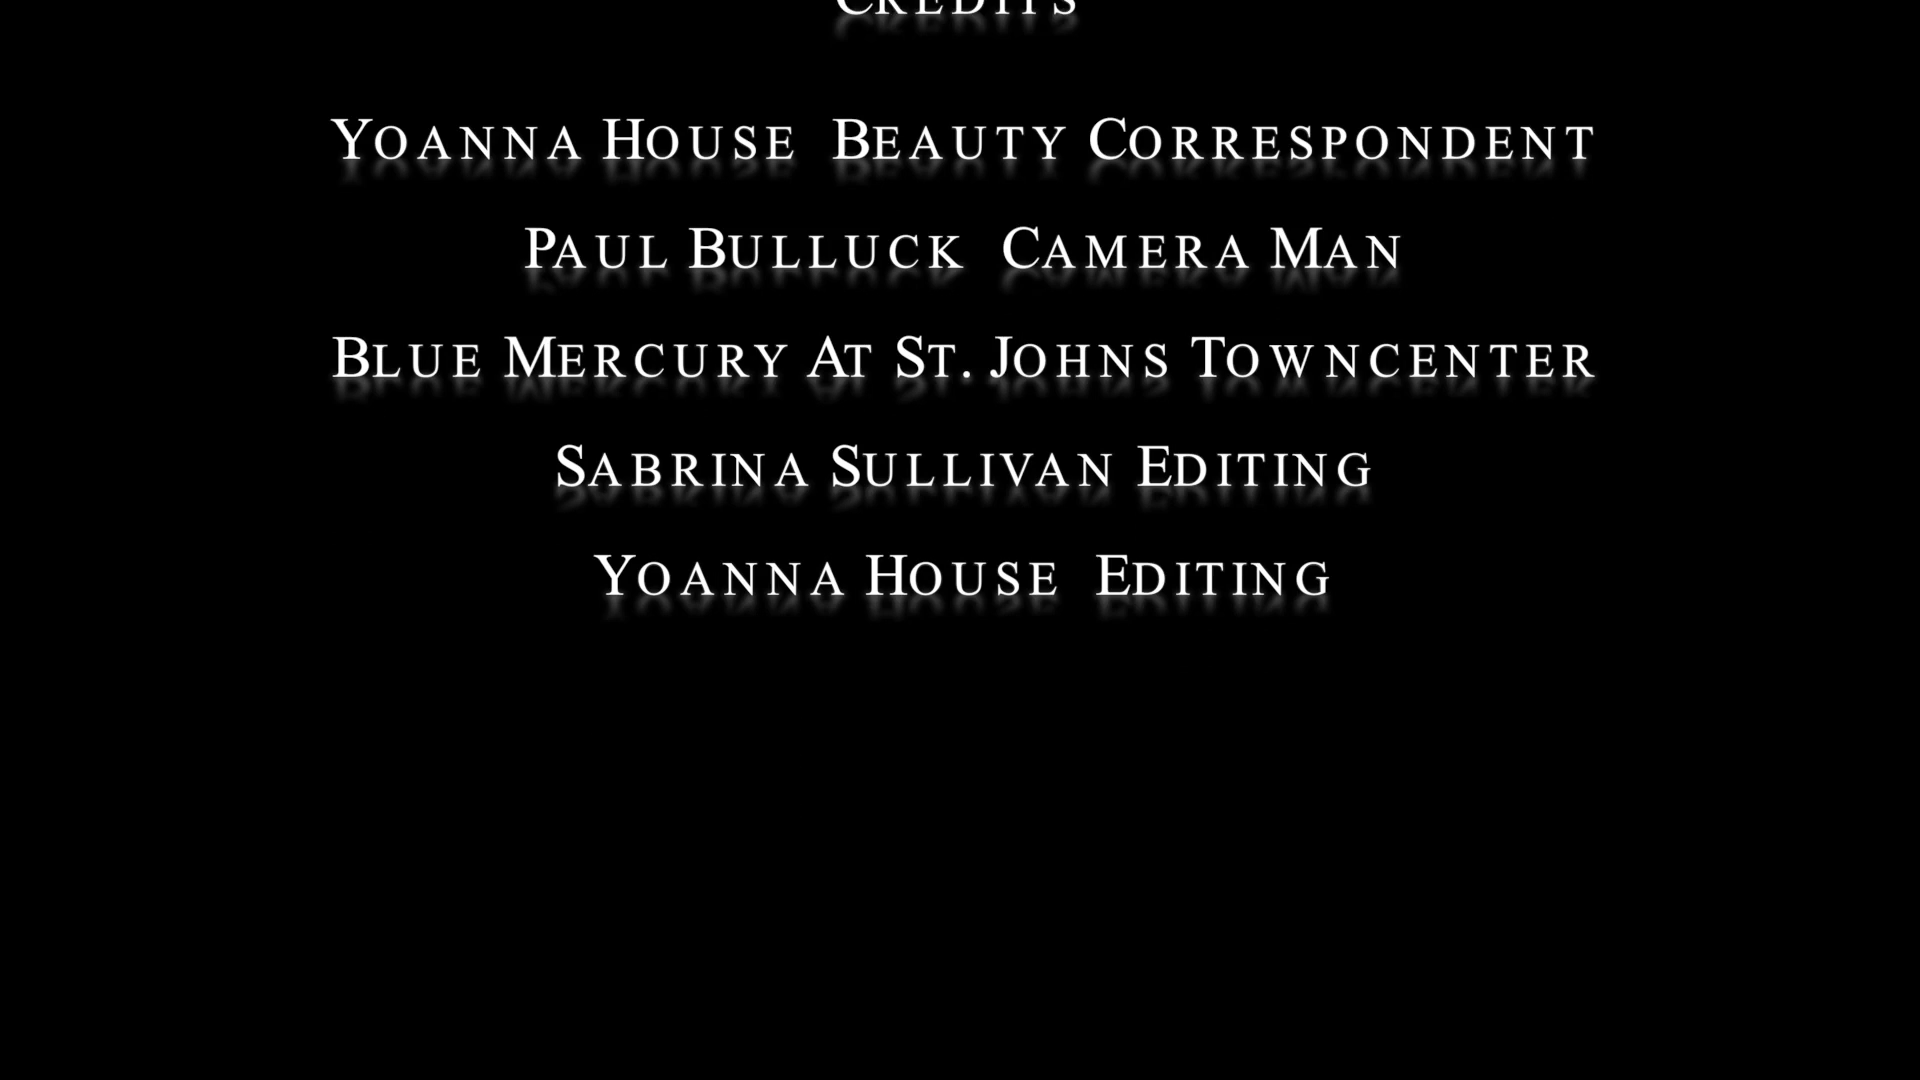 CREDITS
YOANNA HOUSE BEAUTY CORRESPONDENT
PAUL BULLUCK CAMERA MAN
BLUE MERCURY AT ST. JOHNS TOWNCENTER
SABRINA SULLIVAN EDITING
YOANNA HOUSE EDITING